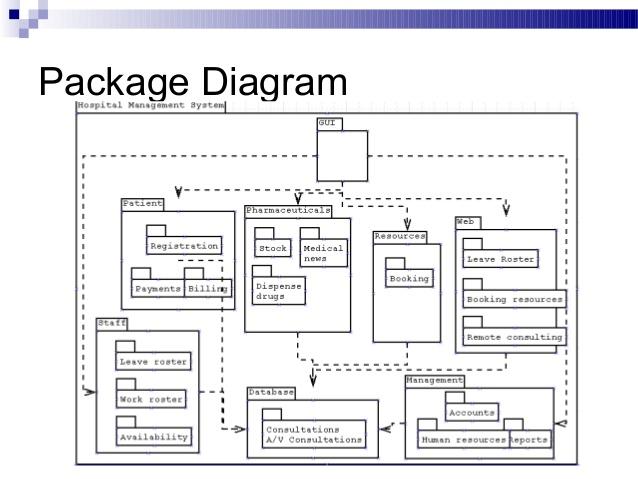 Package Diagram
Hospital Management System
GUI
Patient
Registration
Payments
Billing
Pharmaceuticals
Stock
Medical
news
Dispense
drugs
Resources
Booking
Web
Leave Roster
Booking resources
Remote consulting
Staff
Leave roster
Work roster
Availability
Database
Consultations
A/V Consultations
Management
Accounts
Human resources
Reports